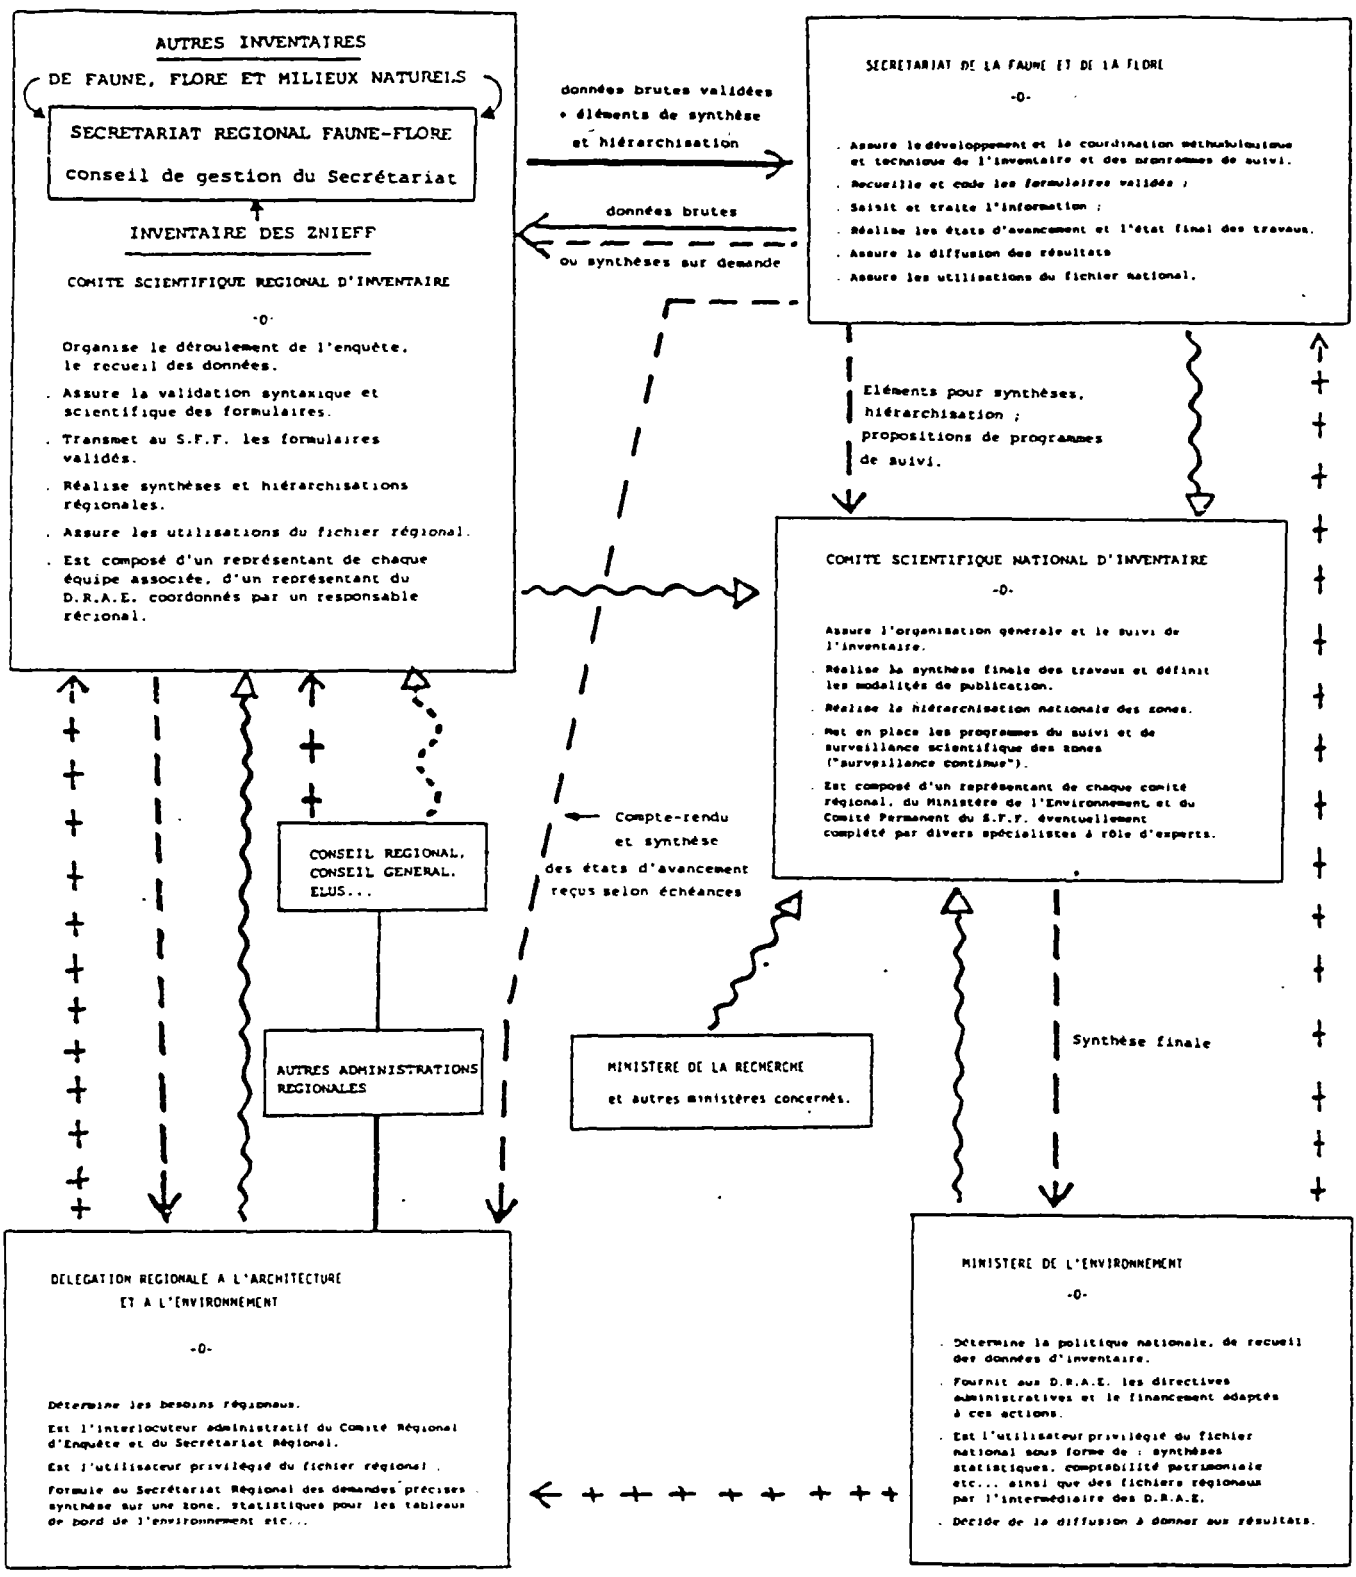 AUTRES INVENTAIRES
DE FAUNE, FLORE ET MILIEUX NATURELS
SECRETARIAT REGIONAL FAUNE-FLORE
Conseil de gestion du Secrétariat
INVENTAIRE DES ZNIEFF
COMITE SCIENTIFIQUE REGIONAL D'INVENTAIRE
-O-
Organise le déroulement de l'enquête,
le recueil des données.
. Assure la validation syntaxique et
scientifique des formulaires.
. Transmet au S.F.F. les formulaires
validés.
. Réalise synthèses et hiérarchisations
régionales.
. Assure les utilisations du fichier régional.
. Est composé d'un représentant de chaque
équipe associée, d'un représentant du
D.R.A.E. coordonnés par un responsable
récional.
données brutes validées
+ éléments de synthèse
et hiérarchisation
données brutes
ou synthèses sur demande
SECRETARIAT DE LA FAUNE ET DE LA FLORE
-O-
. Assure le développement et la coordination méthodologique
et technique de l'inventaire et des programmes de suivi.
. Recueille et code les formulaires validés ;
. Saisit et traite l'information ;
. Réalise les états d'avancement et l'état final des travaux.
. Assure la diffusion des résultats
. Assure les utilisations du fichier national.
Eléments pour synthèses,
hiérarchisation ;
propositions de programmes
de suivi.
COMITE SCIENTIFIQUE NATIONAL D'INVENTAIRE
-O-
Assure l'organisation générale et le suivi de
l'inventaire.
. Réalise la synthèse finale des travaux et définit
les modalités de publication.
. Réalise la hiérarchisation nationale des zones.
. Met en place les programmes du suivi et de
surveillance scientifique des zones
("surveillance continue").
. Est composé d'un représentant de chaque comité
régional, du Ministère de l'Environnement et du
Comité Permanent du S.F.F. éventuellement
complété par divers spécialistes à rôle d'experts.
CONSEIL REGIONAL,
CONSEIL GENERAL,
ELUS...
Compte-rendu
et synthèse
des états d'avancement
reçus selon échéances
AUTRES ADMINISTRATIONS
REGIONALES
MINISTERE DE LA RECHERCHE
et autres ministères concernés.
Synthèse finale
DELEGATION REGIONALE A L'ARCHITECTURE
ET A L'ENVIRONNEMENT
-O-
Détermine les besoins régionaux.
Est l'interlocuteur administratif du Comité Régional
d'Enquête et du Secrétariat Régional.
Est l'utilisateur privilégié du fichier régional .
Formule au Secrétariat Régional des demandes précises .
synthèse sur une zone, statistiques pour les tableaux
de bord de l'environnement etc...
MINISTERE DE L'ENVIRONNEMENT
-O-
. Détermine la politique nationale, de recueil
des données d'inventaire.
. Fournit aux D.R.A.E. les directives
administratives et le financement adaptés
à ces actions.
. Est l'utilisateur privilégié du fichier
national sous forme de : synthèses
statistiques, comptabilité patrimoniale
etc... ainsi que des fichiers régionaux
par l'intermédiaire des D.R.A.E.
. Décide de la diffusion à donner aux résultats.